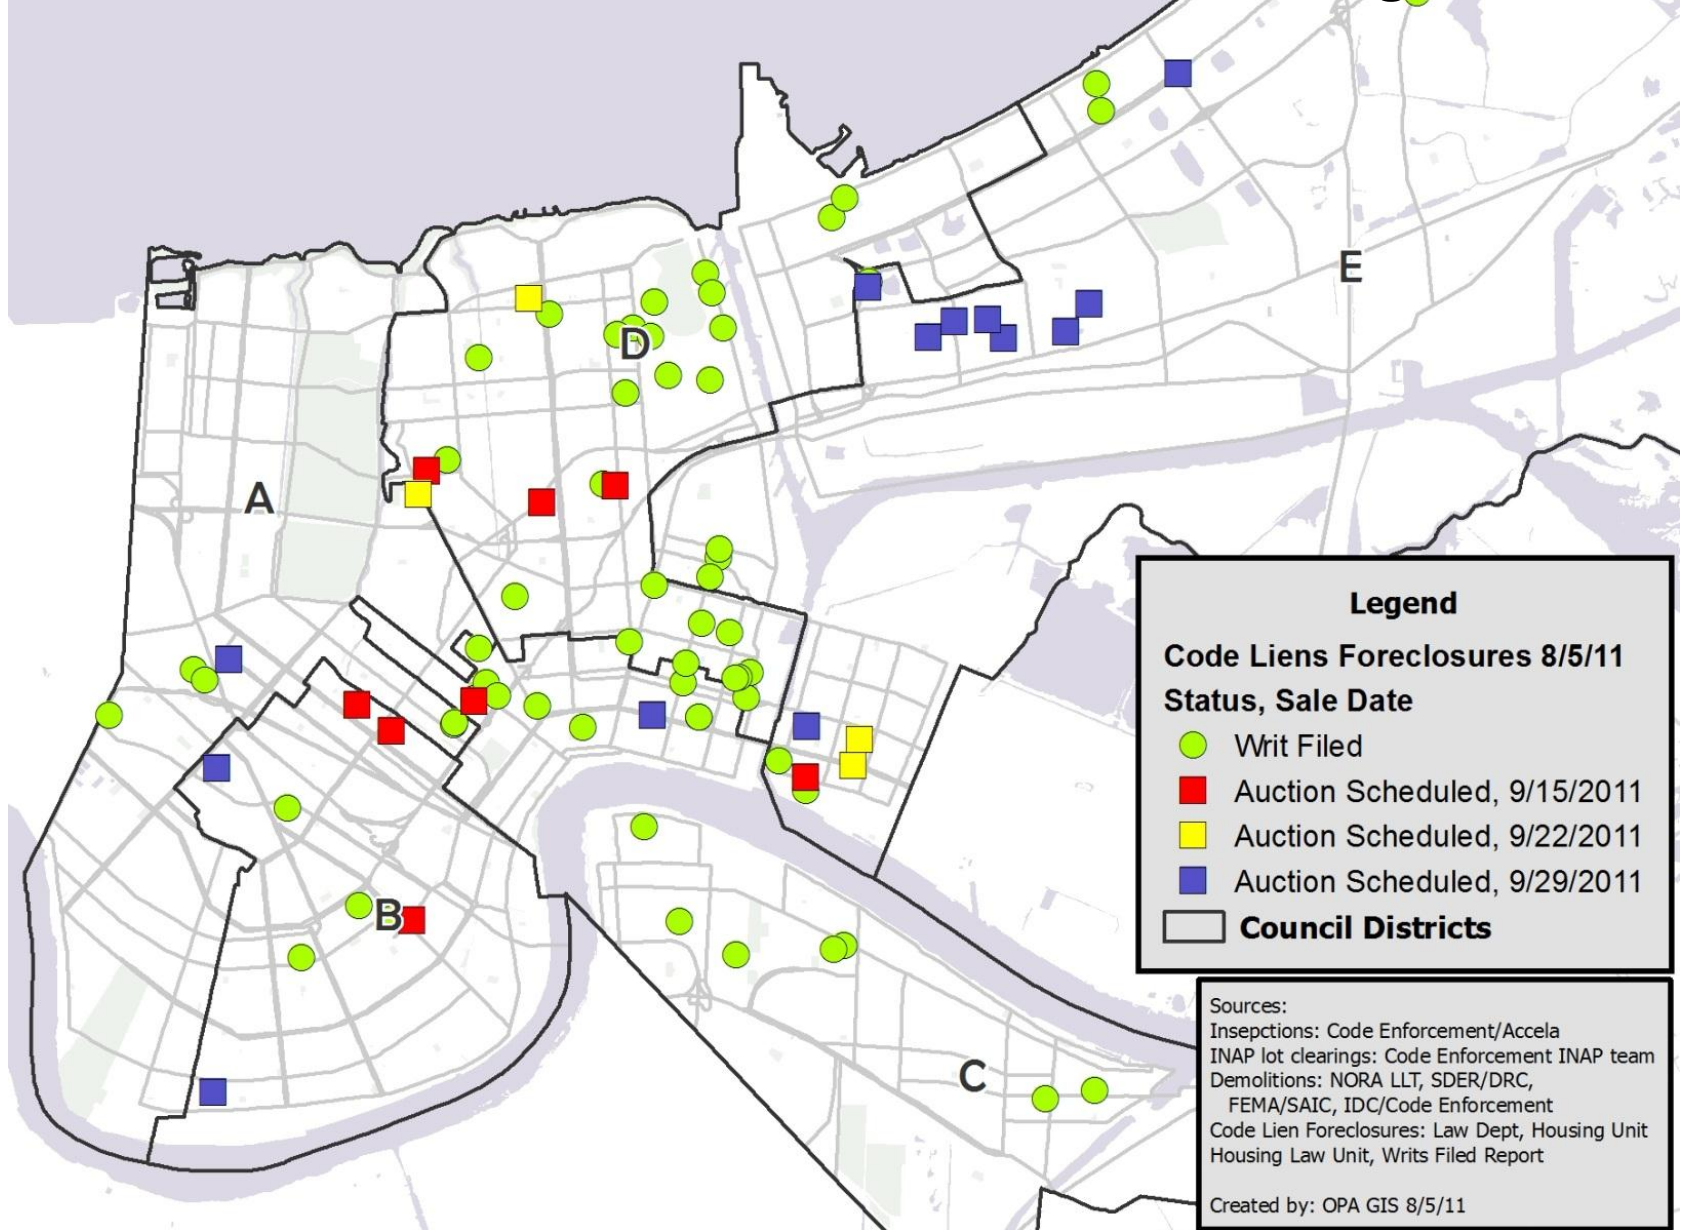 E
D
A
B
C
Legend
Code Liens Foreclosures 8/5/11
Status, Sale Date
Writ Filed
Auction Scheduled, 9/15/2011
Auction Scheduled, 9/22/2011
Auction Scheduled, 9/29/2011
Council Districts
Sources:
Insepctions: Code Enforcement/Accela
INAP lot clearings: Code Enforcement INAP team
Demolitions: NORA LLT, SDER/DRC,
FEMA/SAIC, IDC/Code Enforcement
Code Lien Foreclosures: Law Dept, Housing Unit
Housing Law Unit, Writs Filed Report
Created by: OPA GIS 8/5/11